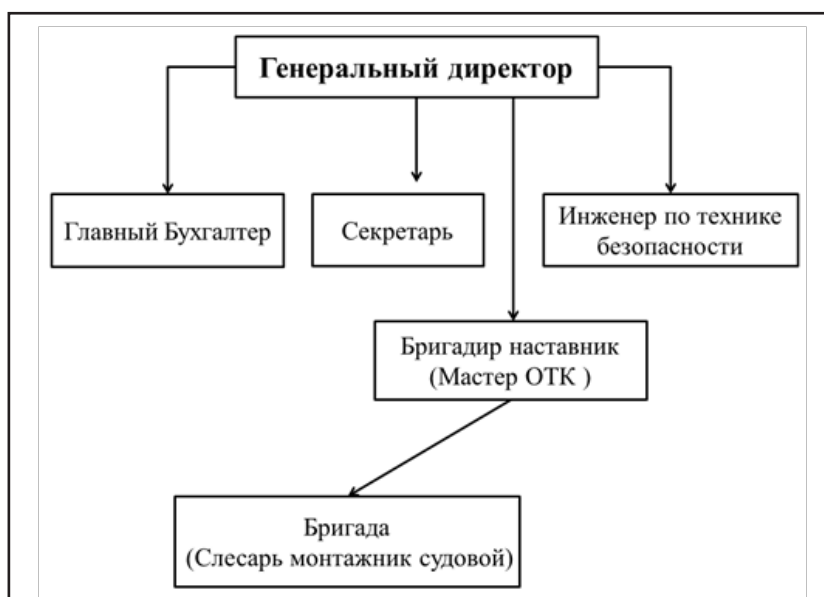 Генеральный директор
Главный Бухгалтер
Секретарь
Инженер по технике
безопасности
Бригадир наставник
(Мастер ОТК )
Бригада
(Слесарь монтажник судовой)